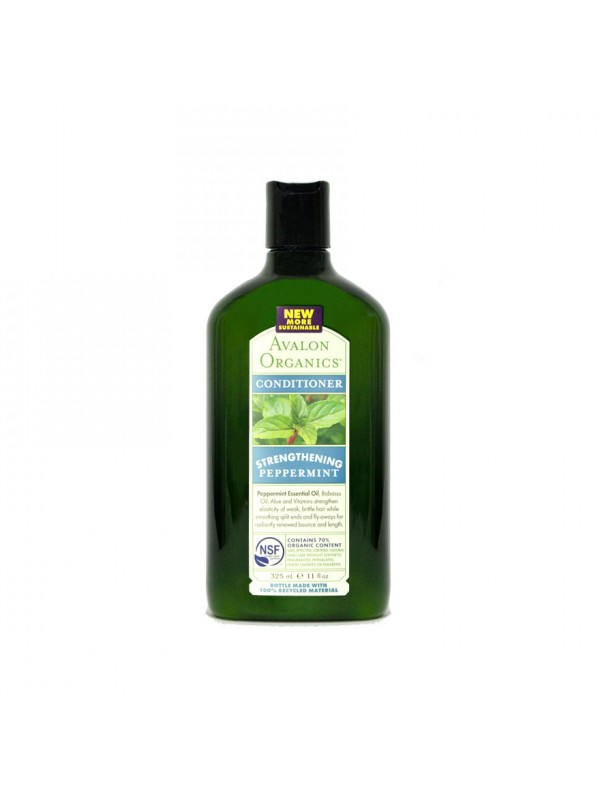 NEW
MORE
SUSTAINABLE
AVALON
ORGANICS™
CONDITIONER
STRENGTHENING
PEPPERMINT
Peppermint Essential Oil, Babassu
Oil, Aloe and Vitamins strengthen
elasticity of weak, brittle hair while
smoothing split ends and fly-aways for
radiantly renewed bounce and length.
NSF
CONTAINS 70%
ORGANIC CONTENT
325 mL ℮ 11 fl oz
BOTTLE MADE WITH
100% RECYCLED MATERIAL